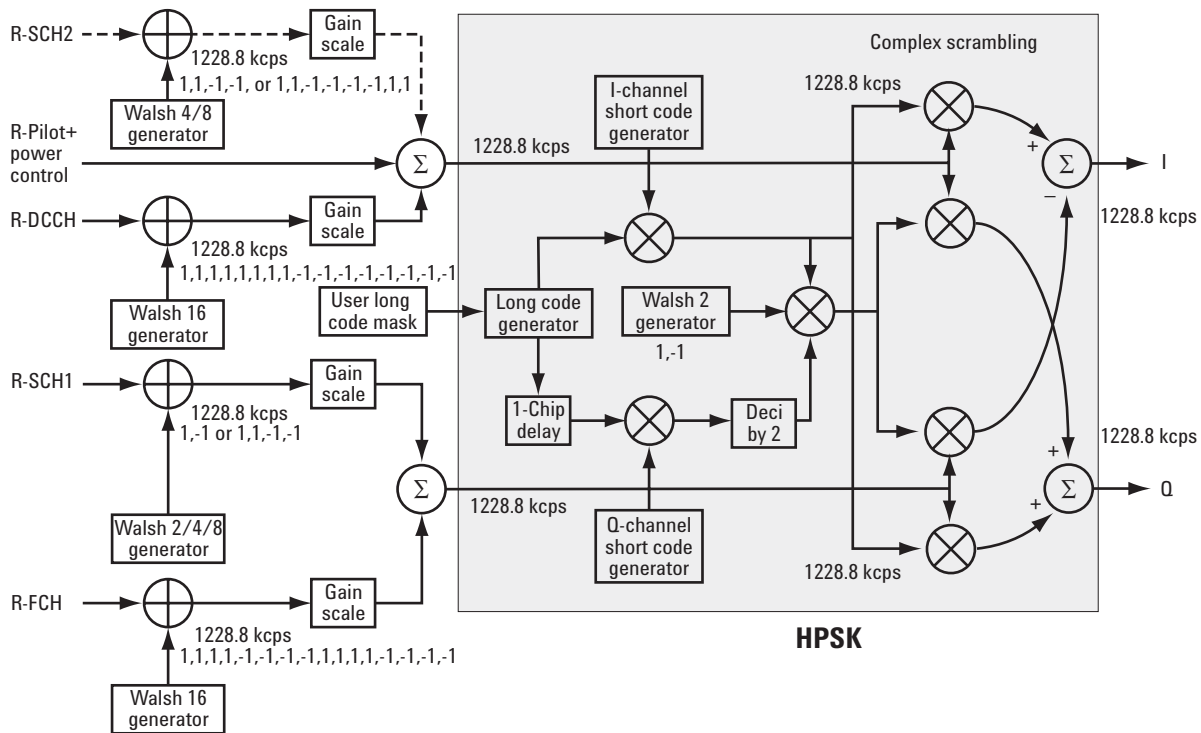 R-SCH2
Gain
scale
1228.8 kcps
1,1,-1,-1, or 1,1,-1,-1,-1,-1,1,1
Walsh 4/8
generator
R-Pilot+
power
control
Σ
1228.8 kcps
R-DCCH
Gain
scale
1228.8 kcps
1,1,1,1,1,1,1,1,-1,-1,-1,-1,-1,-1,-1,-1
Walsh 16
generator
R-SCH1
Gain
scale
1228.8 kcps
1,-1 or 1,1,-1,-1
Walsh 2/4/8
generator
Σ
1228.8 kcps
R-FCH
Gain
scale
1228.8 kcps
1,1,1,1,-1,-1,-1,-1,1,1,1,1,-1,-1,-1,-1
Walsh 16
generator
Complex scrambling
I-channel
short code
generator
User long
code mask
Long code
generator
Walsh 2
generator
1,-1
1-Chip
delay
Deci
by 2
Q-channel
short code
generator
1228.8 kcps
+
Σ
−
I
1228.8 kcps
1228.8 kcps
+
Σ
+
Q
1228.8 kcps
HPSK